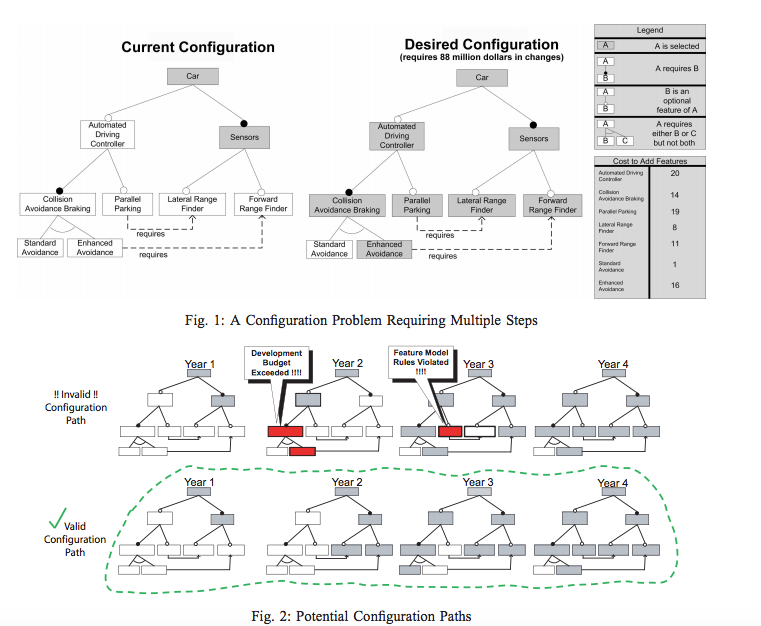 Current Configuration
Car
Automated
Driving
Controller
Sensors
Collision
Avoidance Braking
Parallel
Parking
Lateral Range
Finder
Forward
Range Finder
Standard
Avoidance
Enhanced
Avoidance
requires
requires
Desired Configuration
(requires 88 million dollars in changes)
Car
Automated
Driving
Controller
Sensors
Collision
Avoidance Braking
Parallel
Parking
Lateral Range
Finder
Forward
Range Finder
Standard
Avoidance
Enhanced
Avoidance
requires
requires
Legend
A
A is selected
A
B
A requires B
A
B
B is an
optional
feature of A
A
B C
A requires
either B or C
but not both
Cost to Add Features
Automated Driving
Controller
20
Collision
Avoidance Braking
14
Parallel Parking
19
Lateral Range
Finder
8
Forward Range
Finder
11
Standard
Avoidance
1
Enhanced
Avoidance
16
Fig. 1: A Configuration Problem Requiring Multiple Steps
!! Invalid !!
Configuration
Path
Year 1
Development
Budget
Exceeded !!!!
Year 2
Feature Model
Rules Violated
!!!!
Year 3
Year 4
Valid
Configuration
Path
Year 1
Year 2
Year 3
Year 4
Fig. 2: Potential Configuration Paths